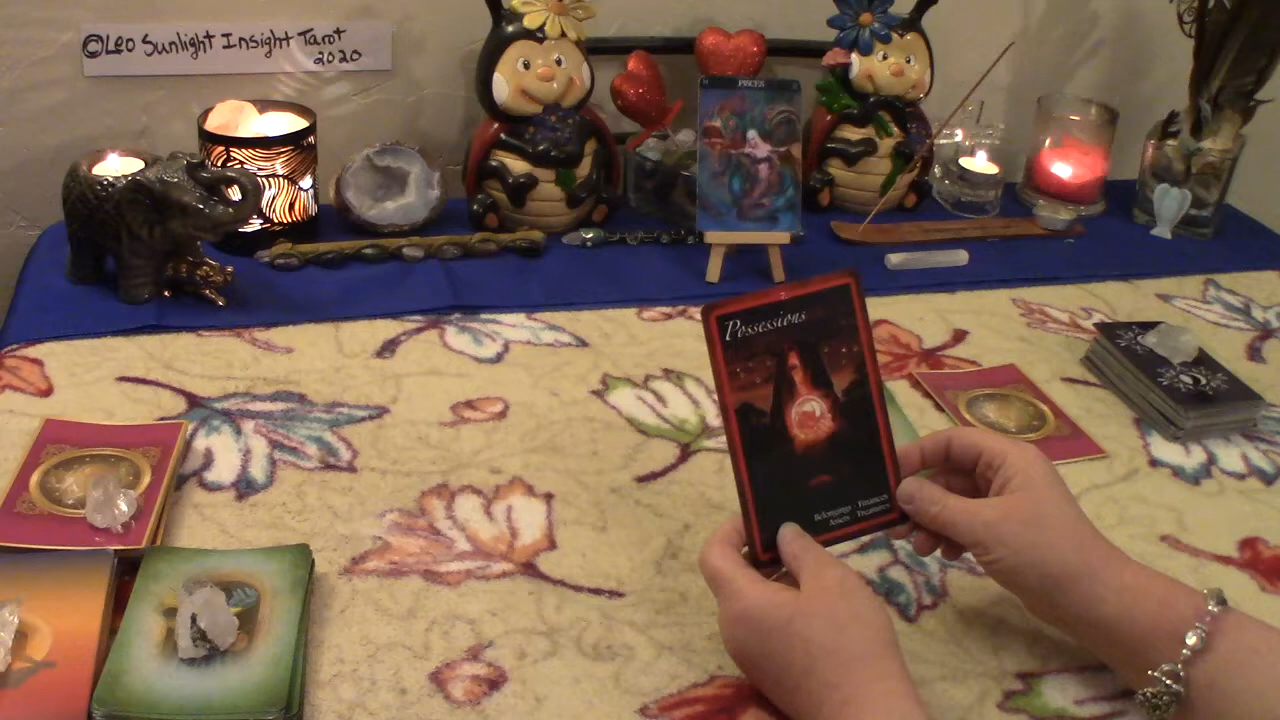 ©Leo Sunlight Insight Tarot
2020
PISCES
Possessions
Belongings · Finances
Assets · Treasures